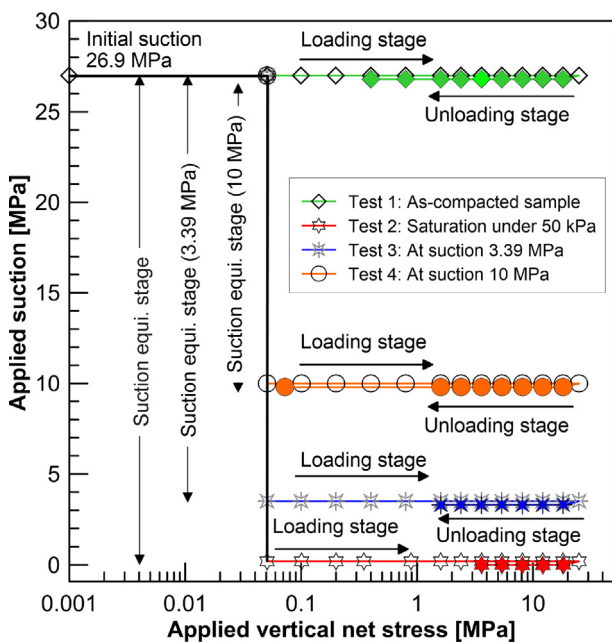 Applied suction [MPa]
30
25
20
15
10
5
0
Initial suction
26.9 MPa
Loading stage
Unloading stage
Suction equi. stage
Suction equi. stage (3.39 MPa)
Suction equi. stage (10 MPa)
Test 1: As-compacted sample
Test 2: Saturation under 50 kPa
Test 3: At suction 3.39 MPa
Test 4: At suction 10 MPa
Loading stage
Unloading stage
Loading stage
Unloading stage
Loading stage
0.001
0.01
0.1
1
10
Applied vertical net stress [MPa]